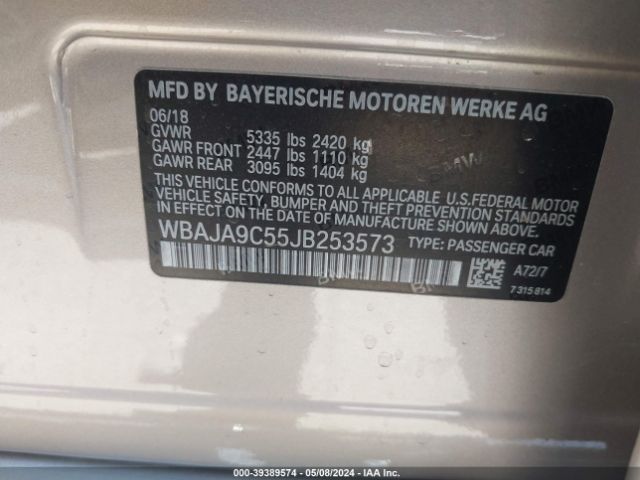 MFD BY BAYERISCHE MOTOREN WERKE AG
06/18
GVWR 5335 lbs 2420 kg
GAWR FRONT 2447 lbs 1110 kg
GAWR REAR 3095 lbs 1404 kg
THIS VEHICLE CONFORMS TO ALL APPLICABLE U.S.FEDERAL MOTOR
VEHICLE SAFETY, BUMPER AND THEFT PREVENTION STANDARDS
IN EFFECT ON THE DATE OF MANUFACTURE SHOWN ABOVE.
WBAJA9C55JB253573 TYPE: PASSENGER CAR
A72/7
7315814
BMW
000-39389574 - 05/08/2024 - IAA Inc.